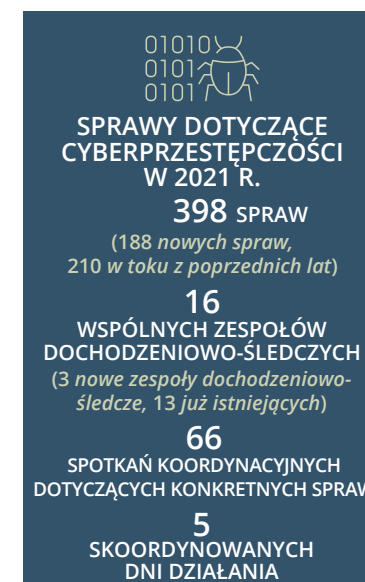 01010
0101
0101
SPRAWY DOTYCZĄCE
CYBERPRZESTĘPCZOŚCI
W 2021 R.
398 SPRAW
(188 nowych spraw,
210 w toku z poprzednich lat)
16
WSPÓLNYCH ZESPOŁÓW
DOCHODZENIOWO-ŚLEDCZYCH
(3 nowe zespoły dochodzeniowo-
śledcze, 13 już istniejących)
66
SPOTKAŃ KOORDYNACYJNYCH
DOTYCZĄCYCH KONKRETNYCH SPRAW
5
SKOORDYNOWANYCH
DNI DZIAŁANIA